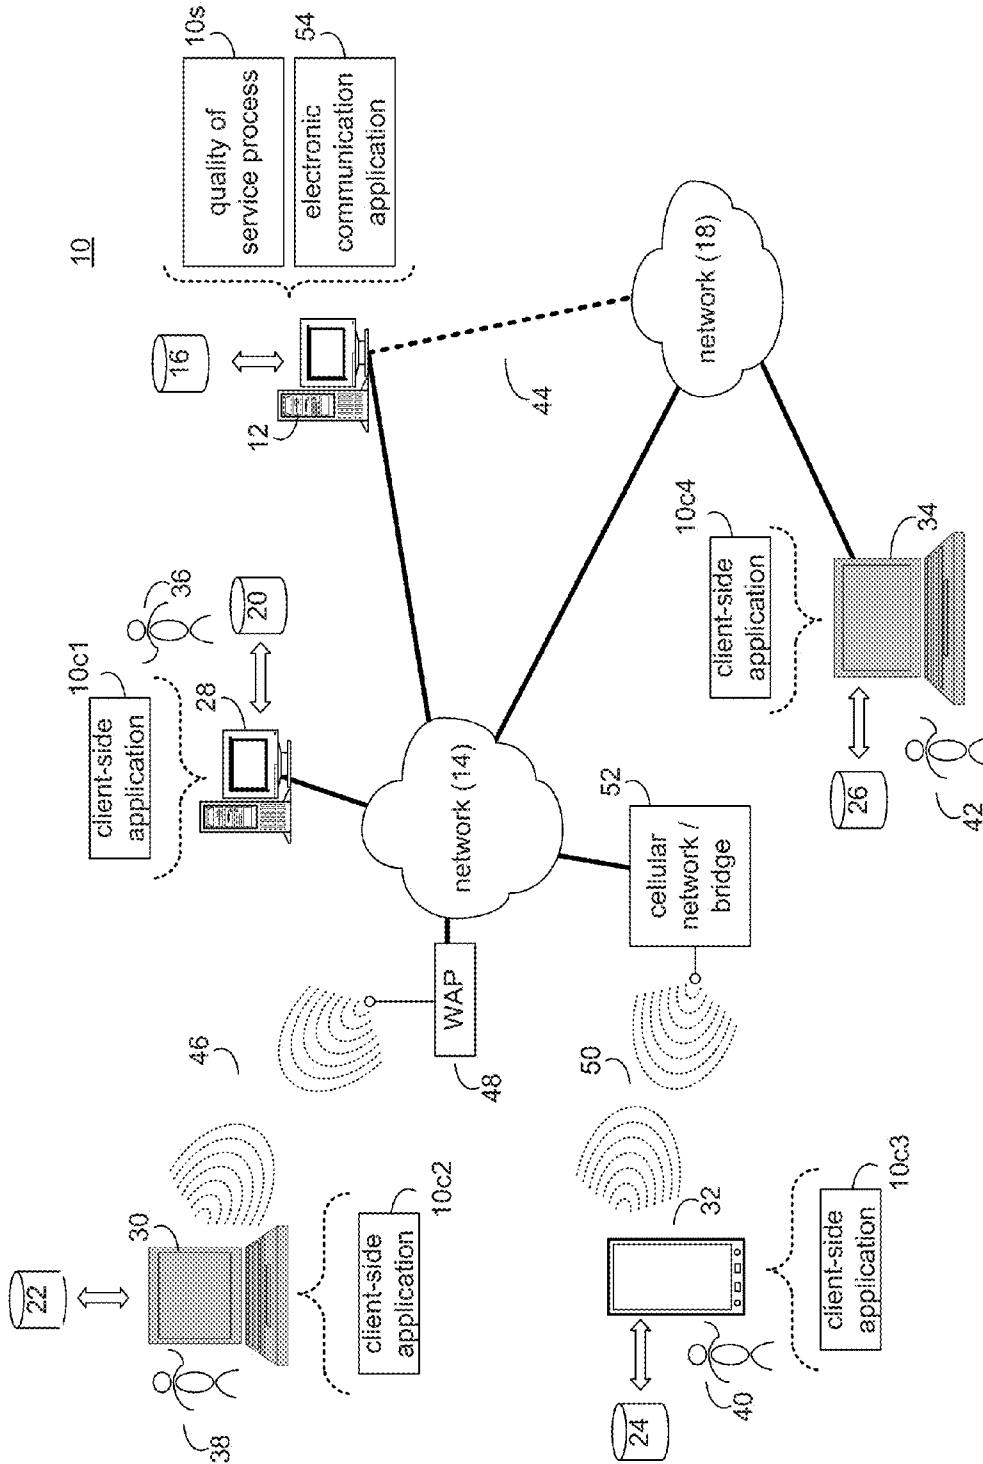 10
10s
quality of
service process
54
electronic
communication
application
16
12
36
20
10c1
client-side
application
28
44
network (18)
network (14)
10c4
client-side
application
34
26
42
52
cellular
network /
bridge
WAP
48
46
50
22
30
10c2
client-side
application
38
32
10c3
client-side
application
24
40